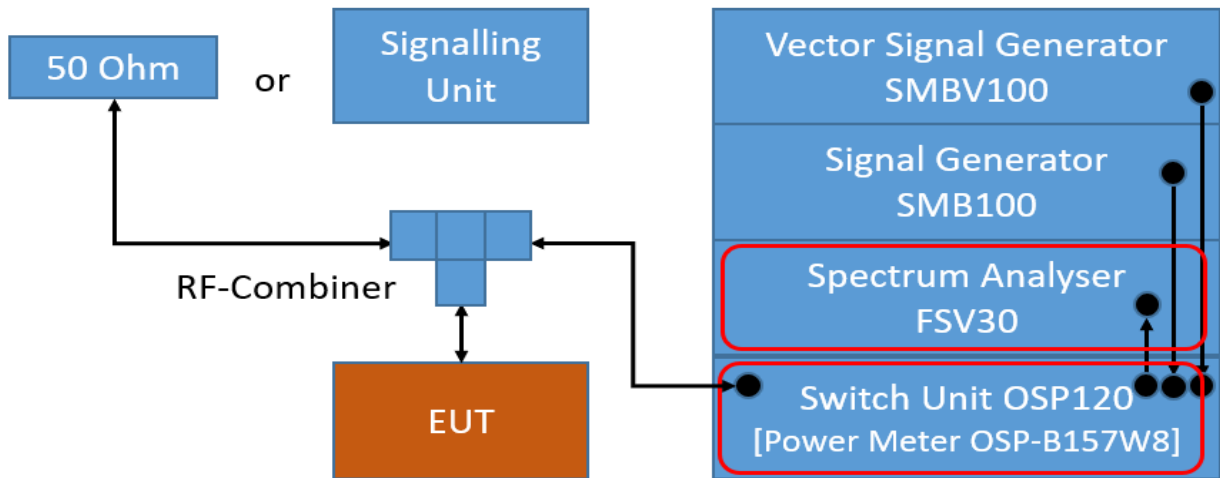 50 Ohm
or
Signalling
Unit
Vector Signal Generator
SMBV100
Signal Generator
SMB100
RF-Combiner
Spectrum Analyser
FSV30
EUT
Switch Unit OSP120
[Power Meter OSP-B157W8]